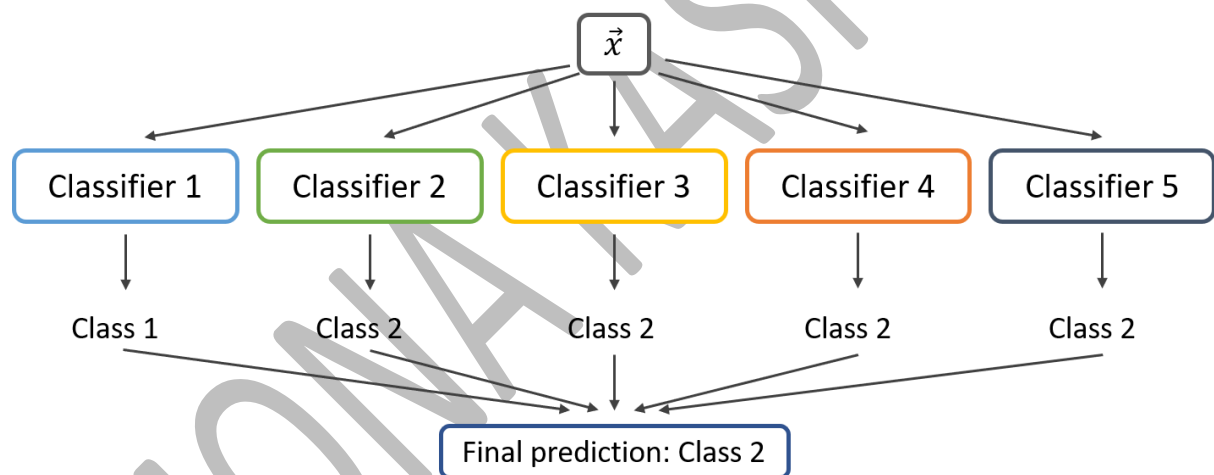 x⃗
Classifier 1 Classifier 2 Classifier 3 Classifier 4 Classifier 5
Class 1 Class 2 Class 2 Class 2 Class 2
Final prediction: Class 2